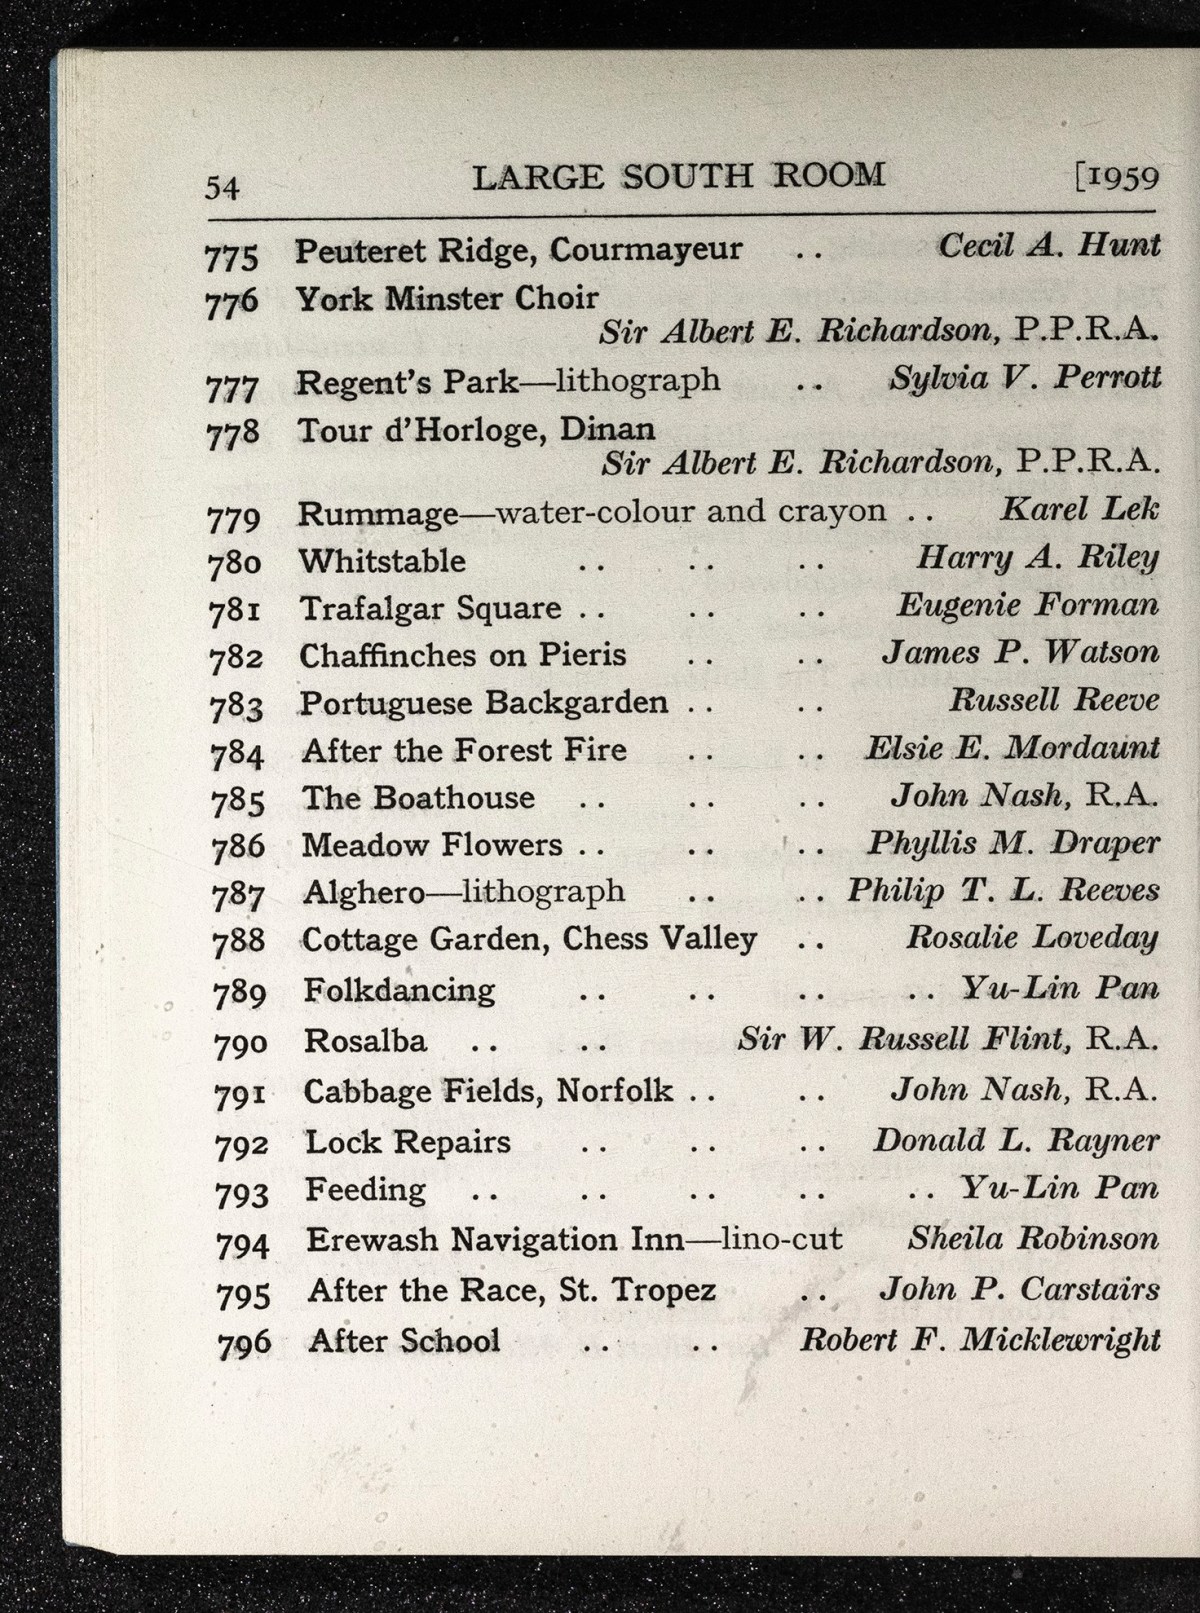 54 LARGE SOUTH ROOM [1959
775 Peuteret Ridge, Courmayeur .. Cecil A. Hunt
776 York Minster Choir
Sir Albert E. Richardson, P.P.R.A.
777 Regent's Park—lithograph .. Sylvia V. Perrott
778 Tour d'Horloge, Dinan
Sir Albert E. Richardson, P.P.R.A.
779 Rummage—water-colour and crayon .. Karel Lek
780 Whitstable .. .. .. Harry A. Riley
781 Trafalgar Square .. .. .. Eugenie Forman
782 Chaffinches on Pieris .. .. James P. Watson
783 Portuguese Backgarden .. .. Russell Reeve
784 After the Forest Fire .. .. Elsie E. Mordaunt
785 The Boathouse .. .. .. John Nash, R.A.
786 Meadow Flowers .. .. .. Phyllis M. Draper
787 Alghero—lithograph .. .. Philip T. L. Reeves
788 Cottage Garden, Chess Valley .. Rosalie Loveday
789 Folkdancing .. .. .. .. Yu-Lin Pan
790 Rosalba .. .. Sir W. Russell Flint, R.A.
791 Cabbage Fields, Norfolk .. .. John Nash, R.A.
792 Lock Repairs .. .. .. Donald L. Rayner
793 Feeding .. .. .. .. .. Yu-Lin Pan
794 Erewash Navigation Inn—lino-cut Sheila Robinson
795 After the Race, St. Tropez .. John P. Carstairs
796 After School .. .. Robert F. Micklewright